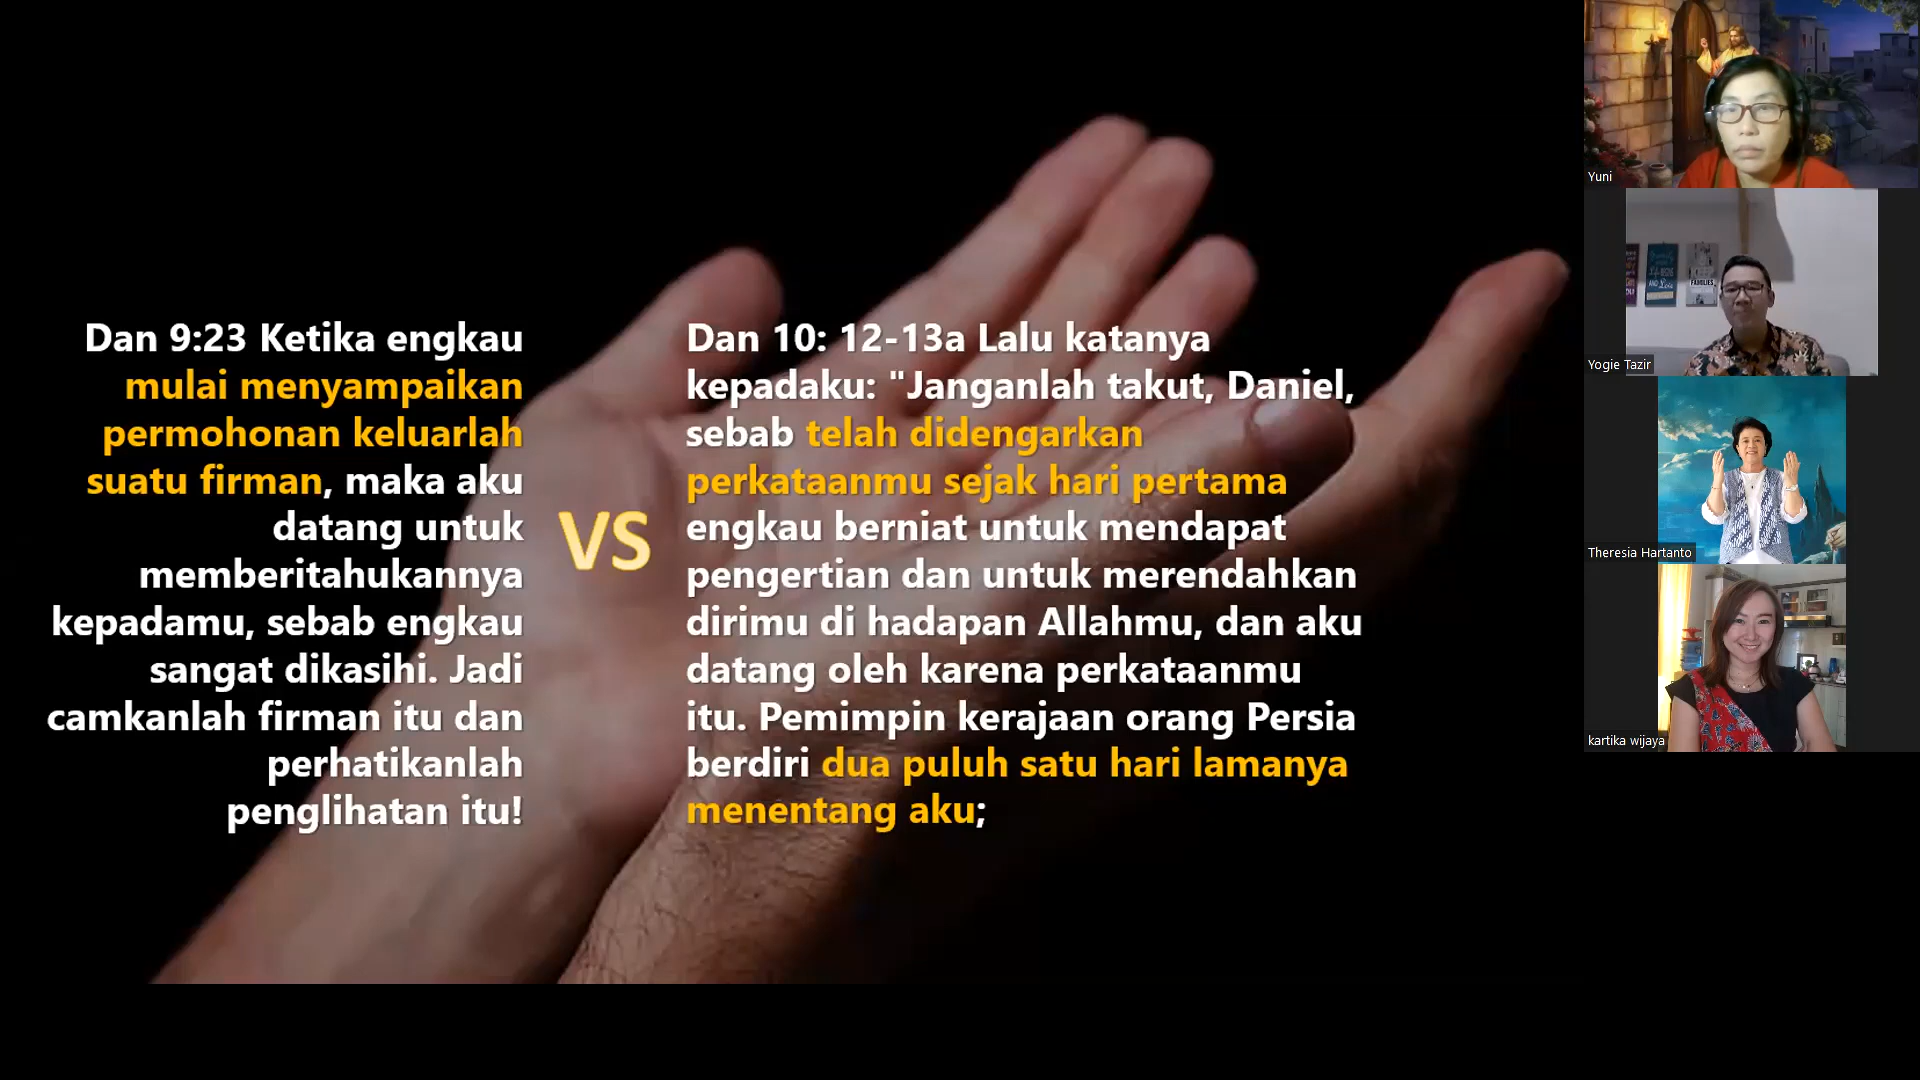 Dan 9:23 Ketika engkau
mulai menyampaikan
permohonan keluarlah
suatu firman, maka aku
datang untuk
memberitahukannya
kepadamu, sebab engkau
sangat dikasihi. Jadi
camkanlah firman itu dan
perhatikanlah
penglihatan itu!
VS
Dan 10: 12-13a Lalu katanya
kepadaku: "Janganlah takut, Daniel,
sebab telah didengarkan
perkataanmu sejak hari pertama
engkau berniat untuk mendapat
pengertian dan untuk merendahkan
dirimu di hadapan Allahmu, dan aku
datang oleh karena perkataanmu
itu. Pemimpin kerajaan orang Persia
berdiri dua puluh satu hari lamanya
menentang aku;
Yuni
FAMILIES
Yogie Tazir
Theresia Hartanto
kartika wijaya